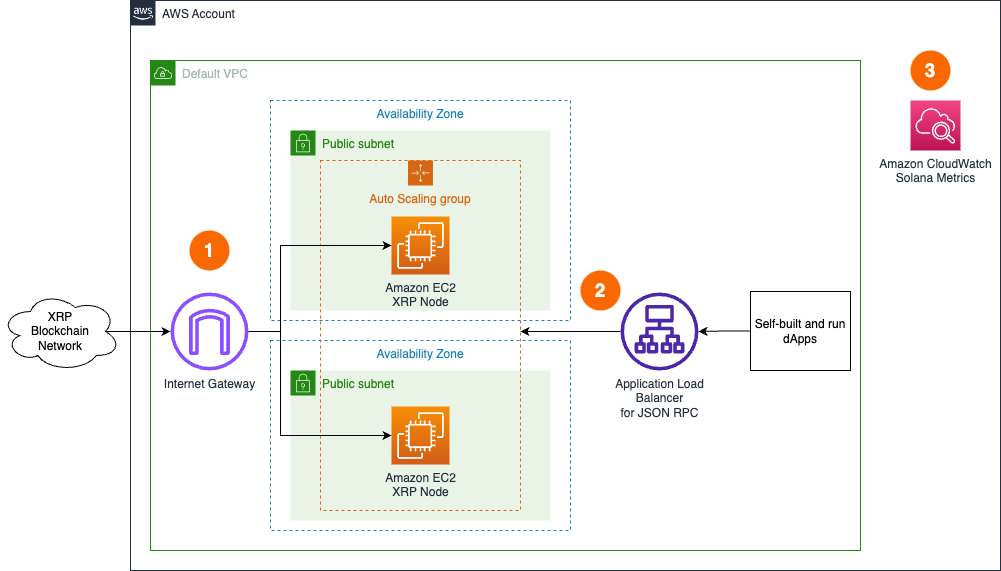 aws
AWS Account
Default VPC
3
Amazon CloudWatch
Solana Metrics
Availability Zone
Public subnet
Auto Scaling group
Amazon EC2
XRP Node
1
XRP
Blockchain
Network
Internet Gateway
2
Application Load
Balancer
for JSON RPC
Self-built and run
dApps
Availability Zone
Public subnet
Amazon EC2
XRP Node